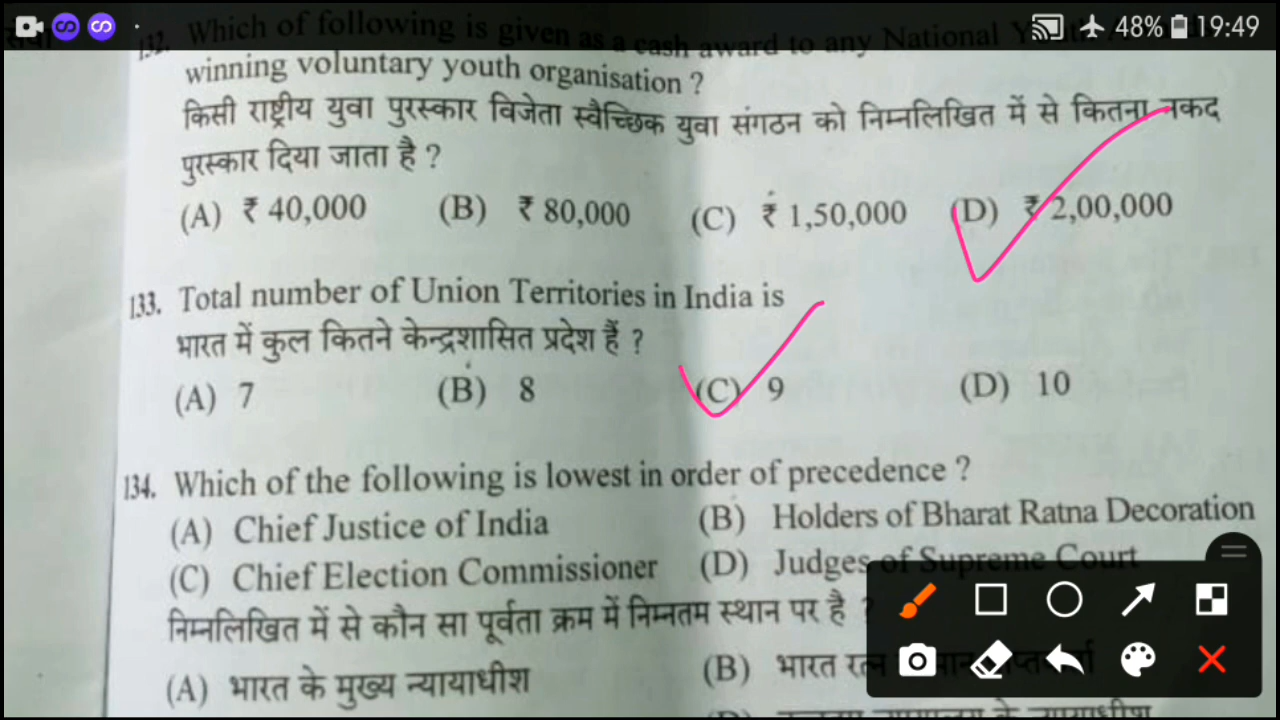 48% 19:49
132. Which of following is given as a cash award to any National Youth
winning voluntary youth organisation ?
किसी राष्ट्रीय युवा पुरस्कार विजेता स्वैच्छिक युवा संगठन को निम्नलिखित में से कितना नकद
पुरस्कार दिया जाता है ?
(A) ₹ 40,000 (B) ₹ 80,000 (C) ₹ 1,50,000 (D) ₹ 2,00,000
133. Total number of Union Territories in India is
भारत में कुल कितने केन्द्रशासित प्रदेश हैं ?
(A) 7 (B) 8 (C) 9 (D) 10
134. Which of the following is lowest in order of precedence ?
(A) Chief Justice of India (B) Holders of Bharat Ratna Decoration
(C) Chief Election Commissioner (D) Judges of Supreme Court
निम्नलिखित में से कौन सा पूर्वता क्रम में निम्नतम स्थान पर है ?
(A) भारत के मुख्य न्यायाधीश (B) भारत रत्न